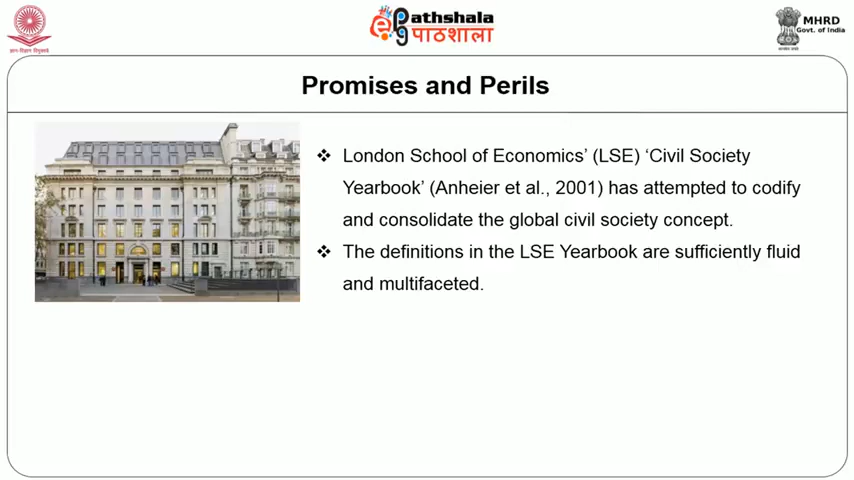 ePathshala
पाठशाला
MHRD
Govt. of India
Promises and Perils
❖ London School of Economics’ (LSE) ‘Civil Society
Yearbook’ (Anheier et al., 2001) has attempted to codify
and consolidate the global civil society concept.
❖ The definitions in the LSE Yearbook are sufficiently fluid
and multifaceted.